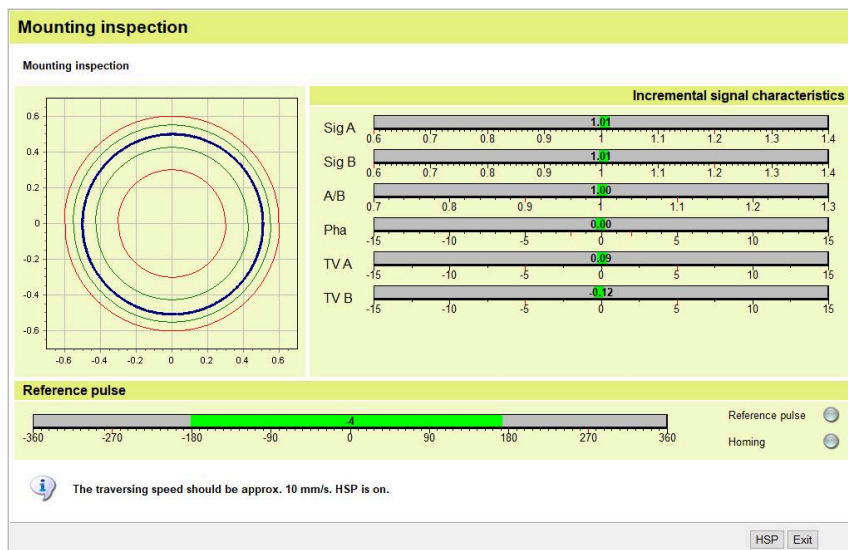 Mounting inspection
Mounting inspection
Incremental signal characteristics
0.6
0.4
0.2
0
-0.2
-0.4
-0.6
-0.6 -0.4 -0.2 0 0.2 0.4 0.6
Sig A 1.01
0.6 0.7 0.8 0.9 1 1.1 1.2 1.3 1.4
Sig B 1.01
0.6 0.7 0.8 0.9 1 1.1 1.2 1.3 1.4
A/B 1.00
0.7 0.8 0.9 1 1.1 1.2 1.3
Pha 0.00
-15 -10 -5 0 5 10 15
TV A 0.09
-15 -10 -5 0 5 10 15
TV B -0.12
-15 -10 -5 0 5 10 15
Reference pulse
-4
-360 -270 -180 -90 0 90 180 270 360
Reference pulse
Homing
The traversing speed should be approx. 10 mm/s. HSP is on.
HSP Exit